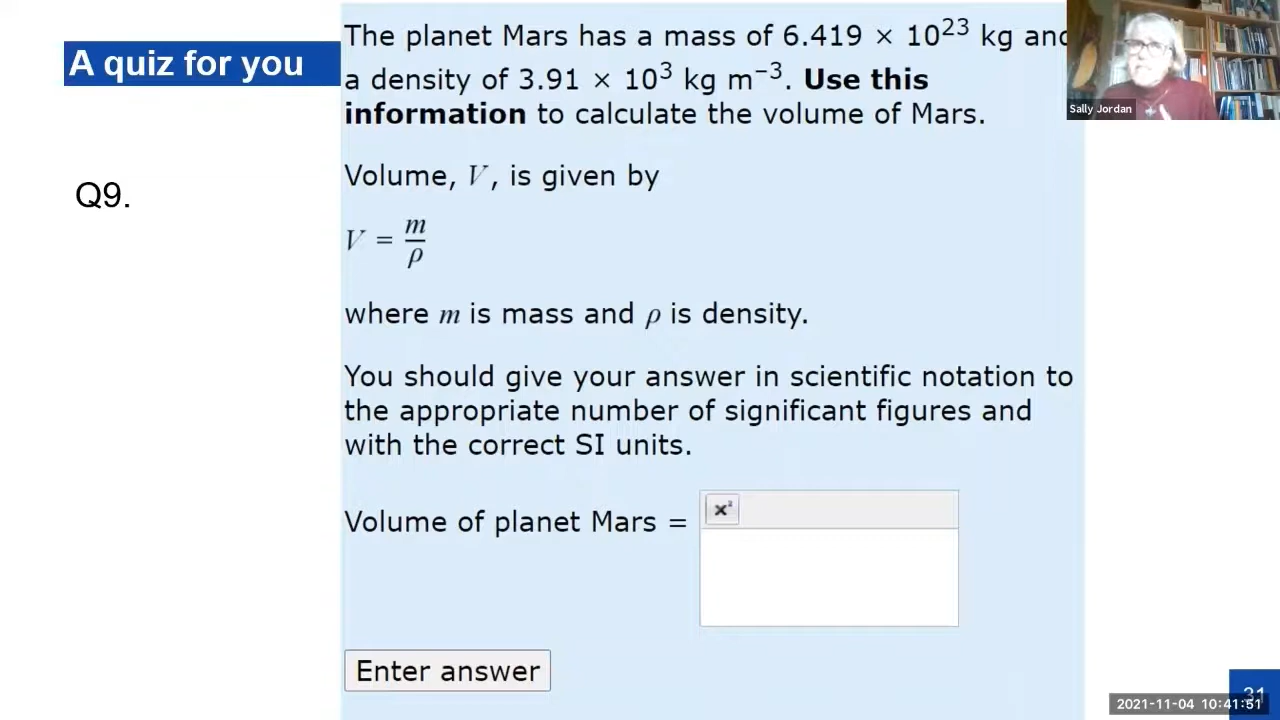 A quiz for you
Q9.
The planet Mars has a mass of 6.419 × 10²³ kg and
a density of 3.91 × 10³ kg m⁻³. Use this
information to calculate the volume of Mars.
Volume, V, is given by
V = m/ρ
where m is mass and ρ is density.
You should give your answer in scientific notation to
the appropriate number of significant figures and
with the correct SI units.
Volume of planet Mars =
x²
Enter answer
Sally Jordan
31
2021-11-04 10:41:51